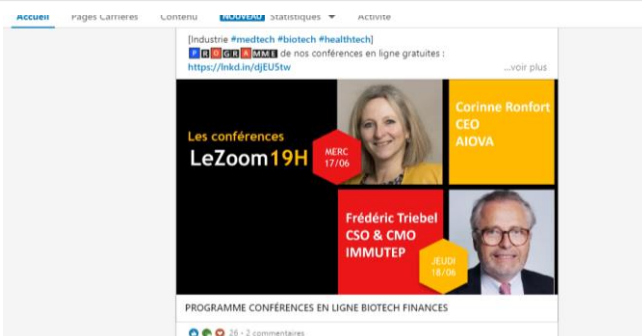 Accueil Pages Carrières Contenu NOUVEAU Statistiques Activité
[Industrie #medtech #biotech #healthtech]
PROGRAMME de nos conférences en ligne gratuites :
https://lnkd.in/djEU5tw
...voir plus
Les conférences
LeZoom19H
MERC
17/06
Corinne Ronfort
CEO
AIOVA
Frédéric Triebel
CSO & CMO
IMMUTEP
JEUDI
18/06
PROGRAMME CONFÉRENCES EN LIGNE BIOTECH FINANCES
26 · 2 commentaires